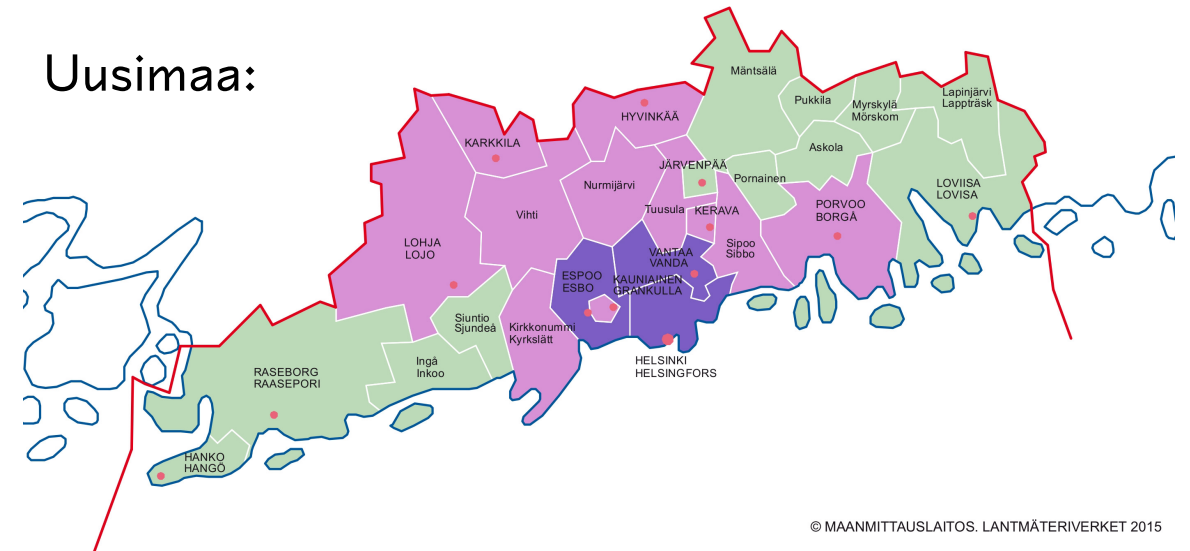 Uusimaa:
Mäntsälä
Pukkila
Myrskylä
Mörskom
Lapinjärvi
Lappträsk
HYVINKÄÄ
KARKKILA
Askola
JÄRVENPÄÄ
Pornainen
Nurmijärvi
LOVIISA
LOVISA
Vihti
Tuusula
KERAVA
PORVOO
BORGÅ
LOHJA
LOJO
Sipoo
Sibbo
VANTAA
VANDA
ESPOO
ESBO
KAUNIAINEN
GRANKULLA
Siuntio
Sjundeå
Kirkkonummi
Kyrkslätt
Ingå
Inkoo
HELSINKI
HELSINGFORS
RASEBORG
RAASEPORI
HANKO
HANGÖ
© MAANMITTAUSLAITOS. LANTMÄTERIVERKET 2015